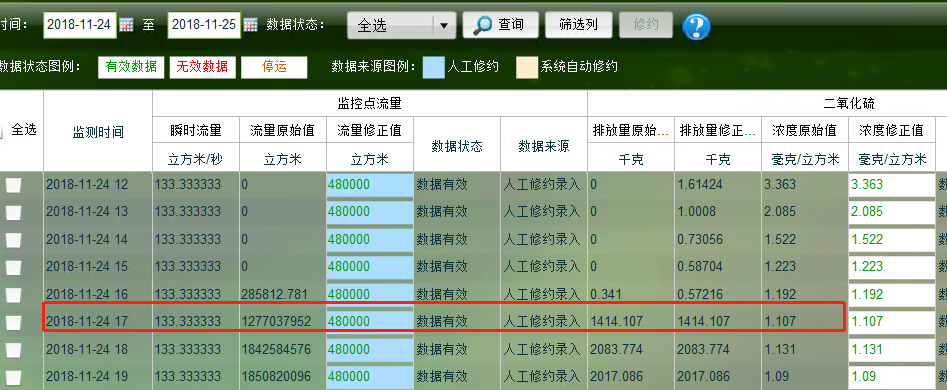 时间： 2018-11-24 至 2018-11-25 数据状态： 全选 查询 筛选列 修约 ?
数据状态图例： 有效数据 无效数据 停运 数据来源图例： 人工修约 系统自动修约
全选 监测时间 监控点流量 二氧化硫
瞬时流量 流量原始值 流量修正值 数据状态 数据来源 排放量原始... 排放量修正... 浓度原始值 浓度修正值
立方米/秒 立方米 立方米 千克 千克 毫克/立方米 毫克/立方米
2018-11-24 12 133.333333 0 480000 数据有效 人工修约录入 0 1.61424 3.363 3.363 数
2018-11-24 13 133.333333 0 480000 数据有效 人工修约录入 0 1.0008 2.085 2.085 数
2018-11-24 14 133.333333 0 480000 数据有效 人工修约录入 0 0.73056 1.522 1.522 数
2018-11-24 15 133.333333 0 480000 数据有效 人工修约录入 0 0.58704 1.223 1.223 数
2018-11-24 16 133.333333 285812.781 480000 数据有效 人工修约录入 0.341 0.57216 1.192 1.192 数
2018-11-24 17 133.333333 1277037952 480000 数据有效 人工修约录入 1414.107 1414.107 1.107 1.107 数
2018-11-24 18 133.333333 1842584576 480000 数据有效 人工修约录入 2083.774 2083.774 1.131 1.131 数
2018-11-24 19 133.333333 1850820096 480000 数据有效 人工修约录入 2017.086 2017.086 1.09 1.09 数